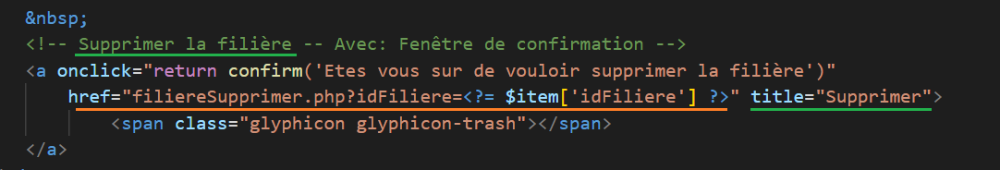 &nbsp;
<!-- Supprimer la filière -- Avec: Fenêtre de confirmation -->
<a onclick="return confirm('Etes vous sur de vouloir supprimer la filière')"
href="filiereSupprimer.php?idFiliere=<?= $item['idFiliere'] ?>" title="Supprimer">
<span class="glyphicon glyphicon-trash"></span>
</a>